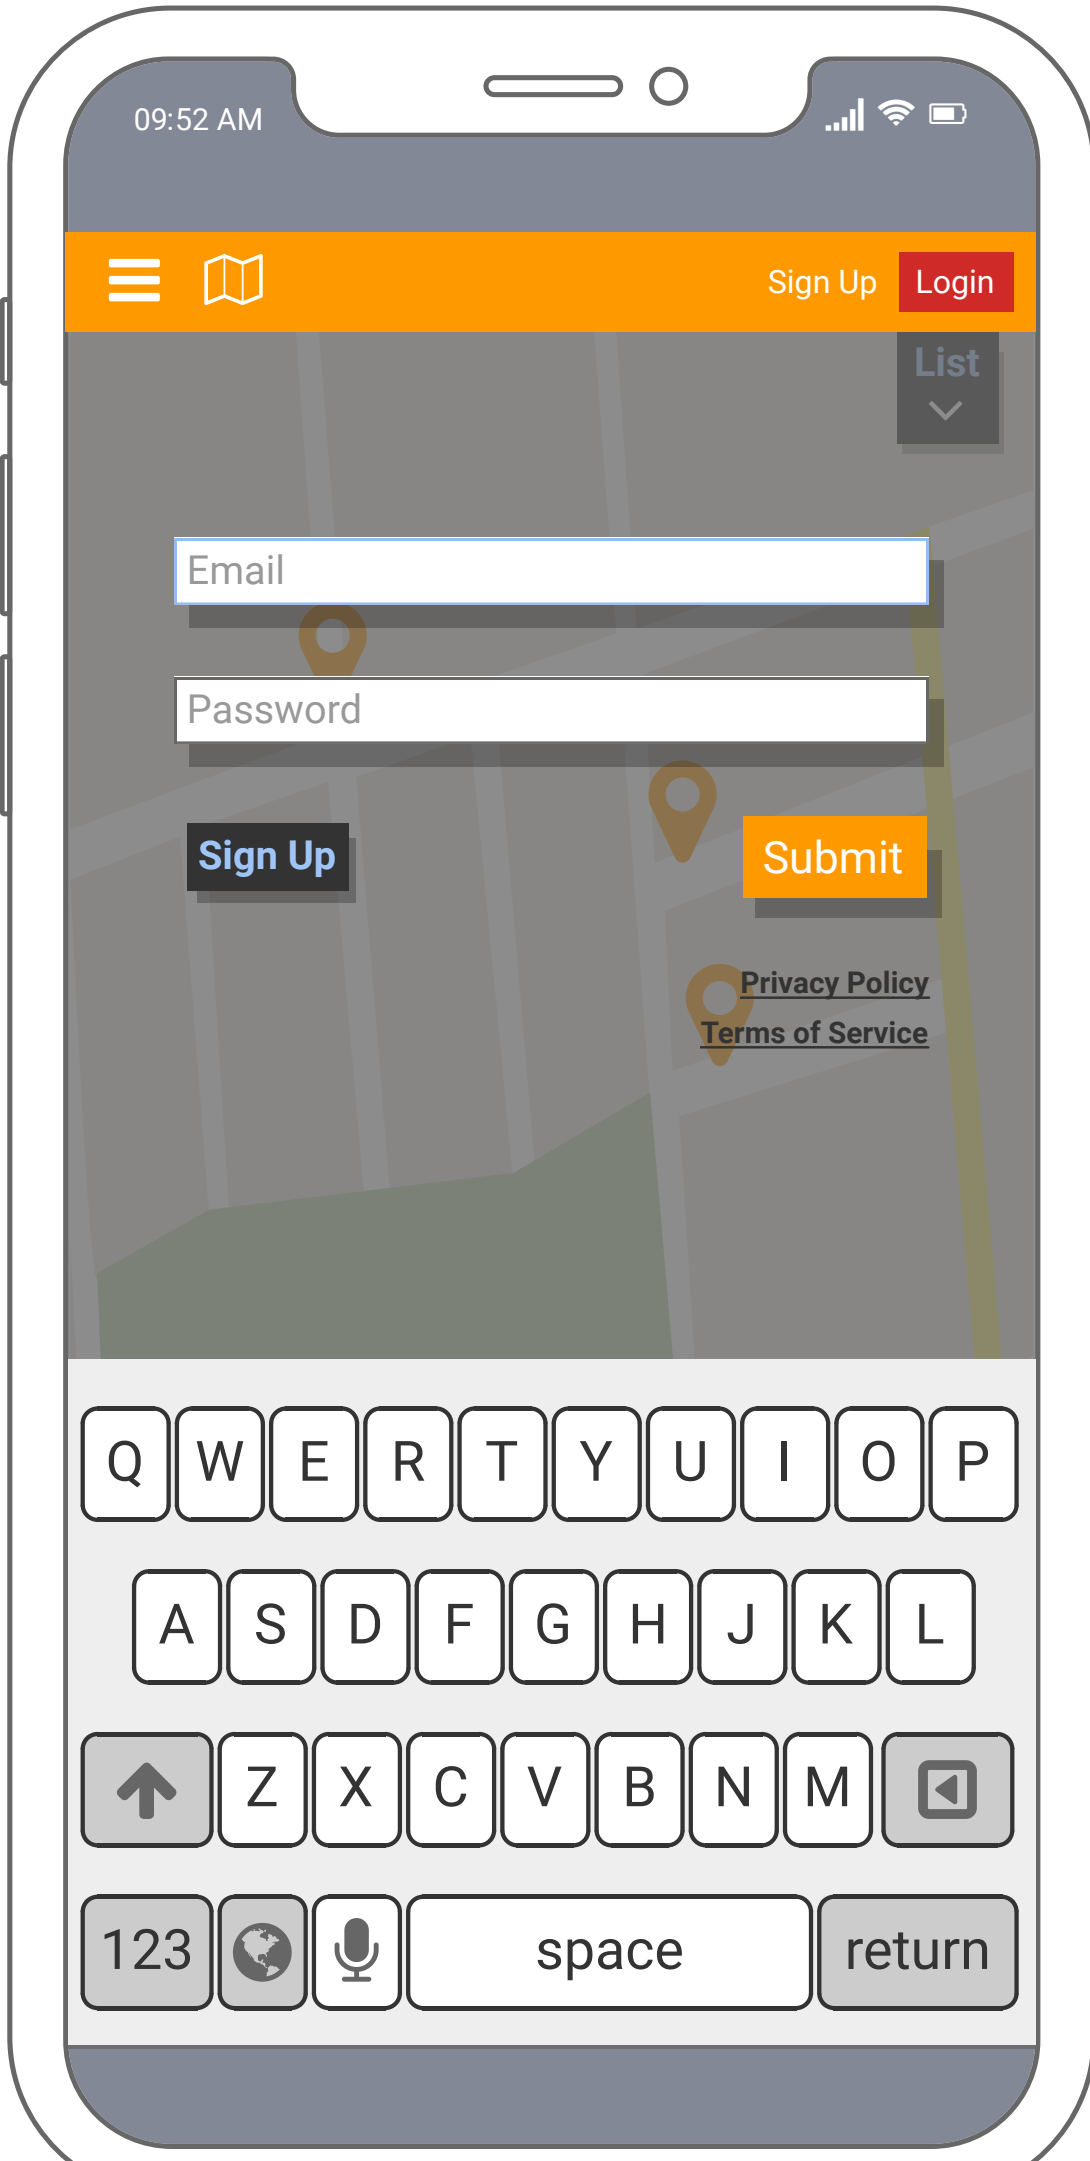 09:52 AM
Sign Up Login
List
Email
Password
Sign Up Submit
Privacy Policy
Terms of Service
Q W E R T Y U I O P
A S D F G H J K L
Z X C V B N M
123 space return